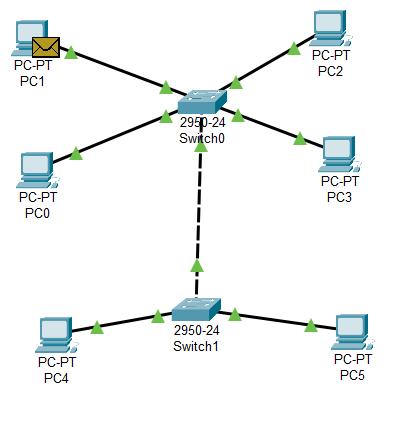 PC-PT
PC1
PC-PT
PC2
2950-24
Switch0
PC-PT
PC0
PC-PT
PC3
2950-24
Switch1
PC-PT
PC4
PC-PT
PC5